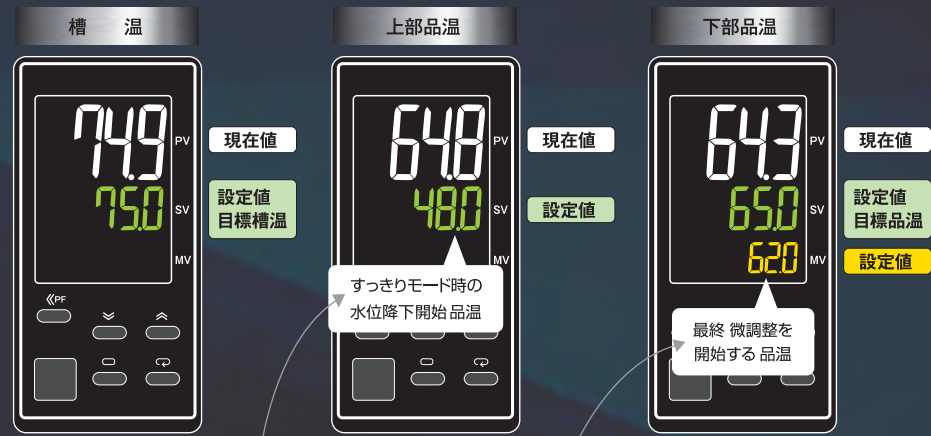 槽 温
74.9
PV
現在値
75.0
SV
設定値
目標槽温
MV
PF
上部品温
64.8
PV
現在値
48.0
SV
設定値
MV
すっきりモード時の
水位降下開始品温
下部品温
64.3
PV
現在値
65.0
SV
設定値
目標品温
62.0
MV
設定値
最終 微調整を
開始する 品温